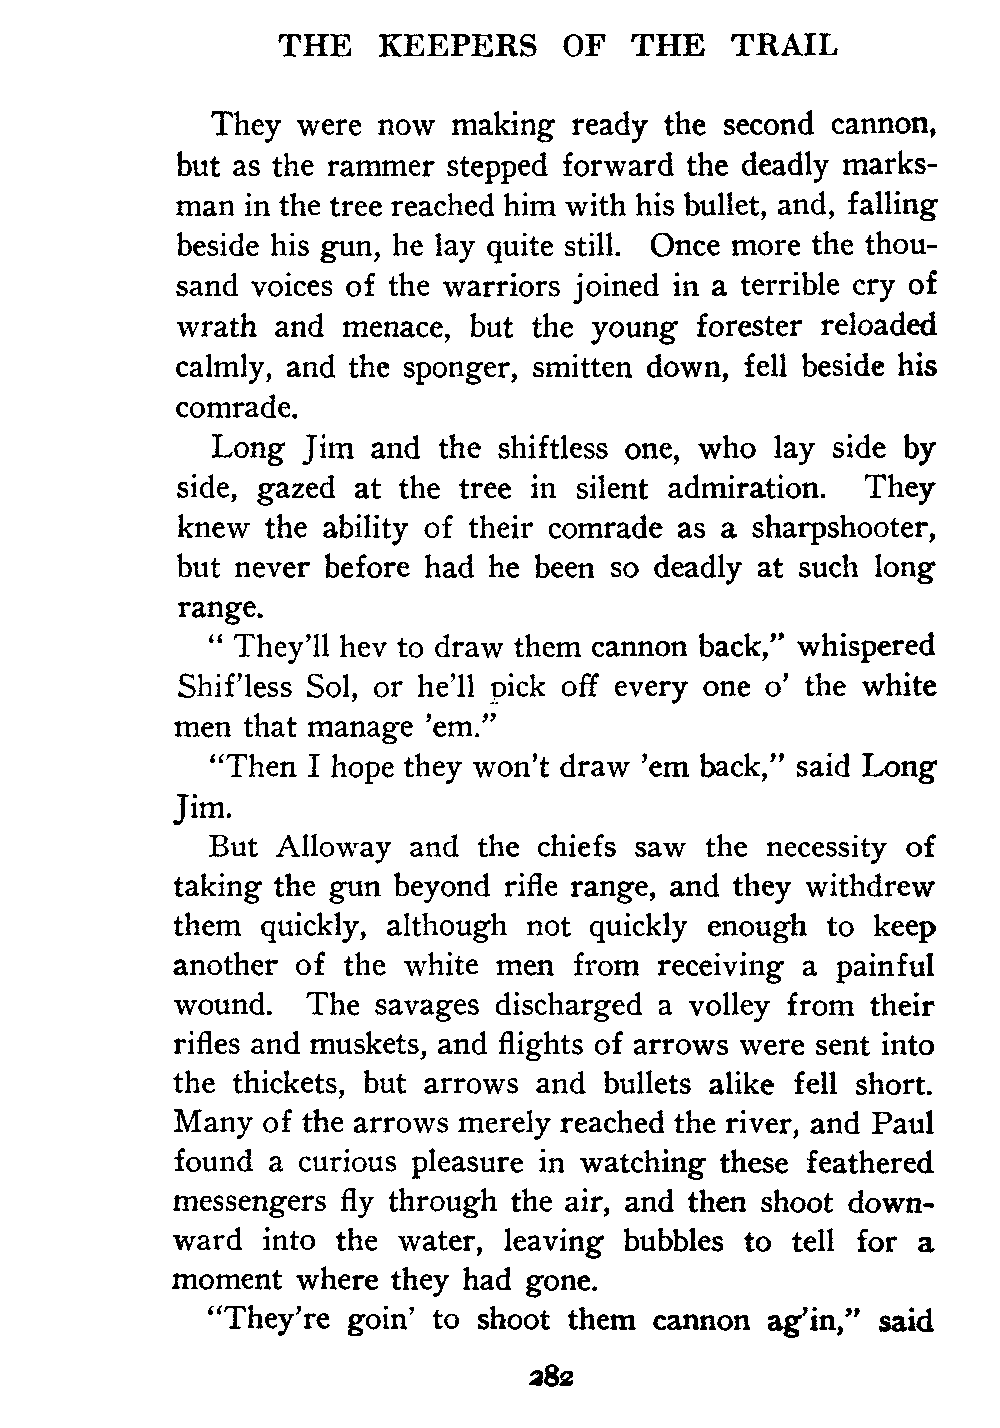 THE KEEPERS OF THE TRAIL
They were now making ready the second cannon,
but as the rammer stepped forward the deadly marks-
man in the tree reached him with his bullet, and, falling
beside his gun, he lay quite still. Once more the thou-
sand voices of the warriors joined in a terrible cry of
wrath and menace, but the young forester reloaded
calmly, and the sponger, smitten down, fell beside his
comrade.
Long Jim and the shiftless one, who lay side by
side, gazed at the tree in silent admiration. They
knew the ability of their comrade as a sharpshooter,
but never before had he been so deadly at such long
range.
“ They’ll hev to draw them cannon back,” whispered
Shif’less Sol, or he’ll pick off every one o’ the white
men that manage ’em.”
“Then I hope they won’t draw ’em back,” said Long
Jim.
But Alloway and the chiefs saw the necessity of
taking the gun beyond rifle range, and they withdrew
them quickly, although not quickly enough to keep
another of the white men from receiving a painful
wound. The savages discharged a volley from their
rifles and muskets, and flights of arrows were sent into
the thickets, but arrows and bullets alike fell short.
Many of the arrows merely reached the river, and Paul
found a curious pleasure in watching these feathered
messengers fly through the air, and then shoot down-
ward into the water, leaving bubbles to tell for a
moment where they had gone.
“They’re goin’ to shoot them cannon ag’in,” said
282